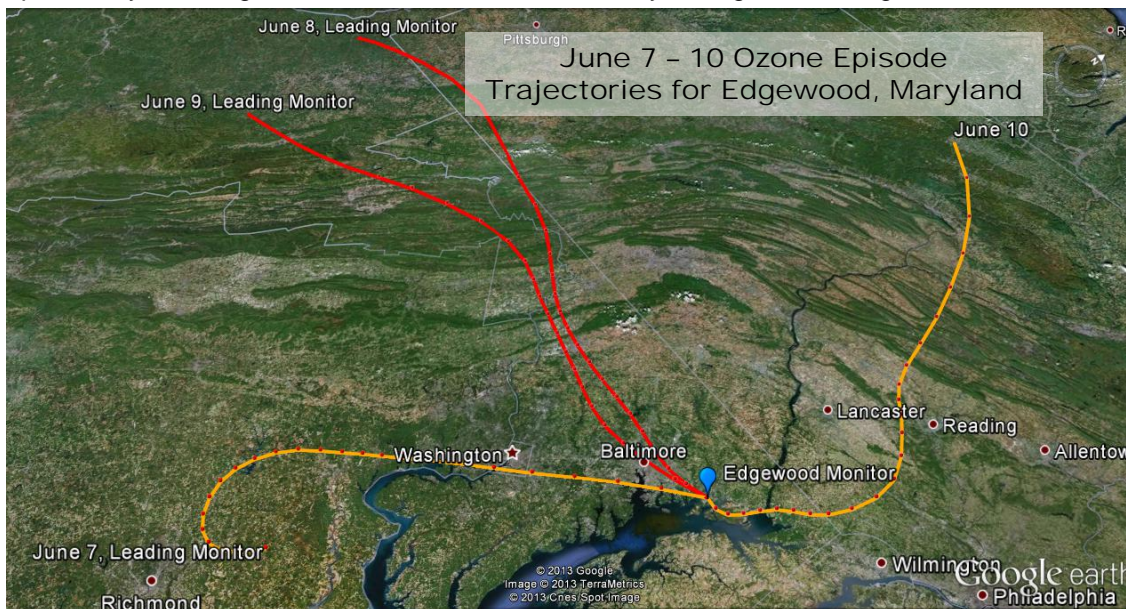 June 8, Leading Monitor
Pittsburgh
June 7 – 10 Ozone Episode
Trajectories for Edgewood, Maryland
June 9, Leading Monitor
June 10
Lancaster
Reading
Washington
Baltimore
Allentow
Edgewood Monitor
June 7, Leading Monitor
Wilmington
Richmond
Philadelphia
© 2013 Google
Image © 2013 TerraMetrics
© 2013 Cnes/Spot Image
Google earth